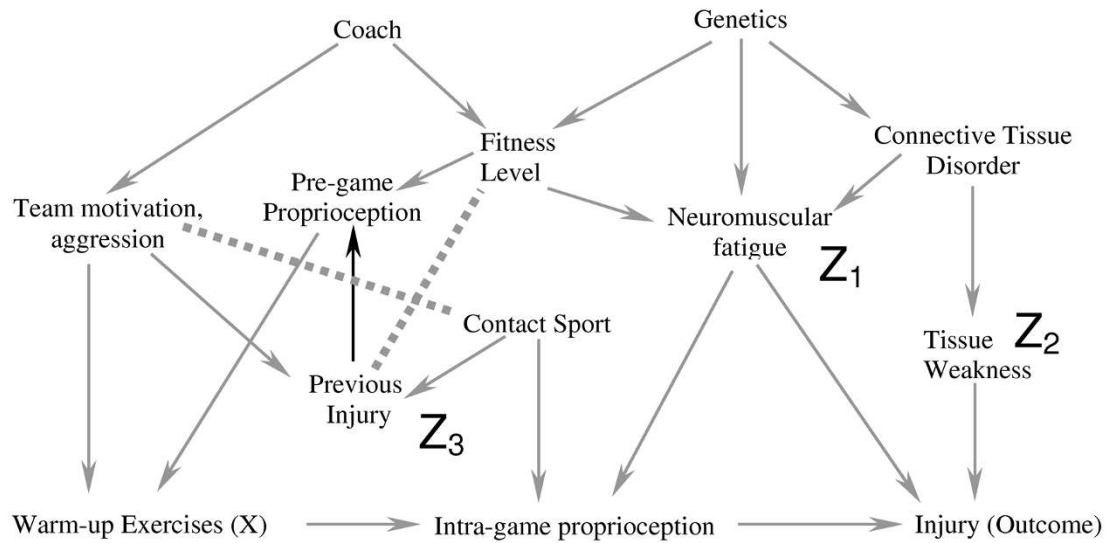 Coach
Genetics
Fitness
Level
Connective Tissue
Disorder
Pre-game
Proprioception
Team motivation,
aggression
Neuromuscular
fatigue
Z₁
Contact Sport
Tissue
Weakness
Z₂
Previous
Injury
Z₃
Warm-up Exercises (X)
Intra-game proprioception
Injury (Outcome)